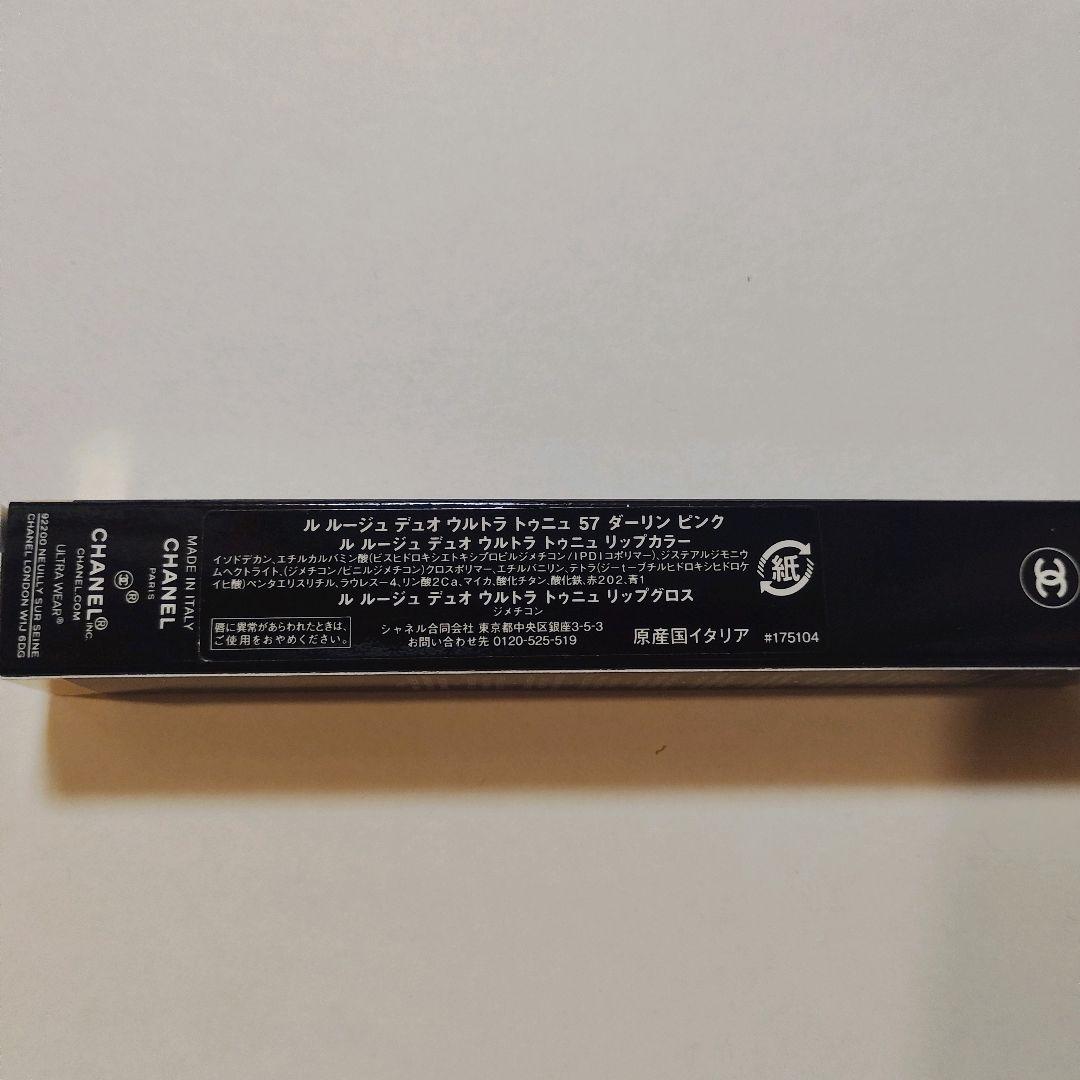 ル ルージュ デュオ ウルトラ トゥニュ 57 ダーリン ピンク
ル ルージュ デュオ ウルトラ トゥニュ リップカラー
イソドデカン、エチルカルバミン酸(ビスヒドロキシエトキシプロピルジメチコン/IPDIコポリマー)、ジステアルジモニウ
ムヘクトライト、(ジメチコン/ビニルジメチコン)クロスポリマー、エチルバニリン、テトラ(ジ-t-ブチルヒドロキシヒドロケ
イヒ酸)ペンタエリスリチル、ラウレス-4、リン酸2Ca、マイカ、酸化チタン、酸化鉄、赤202、青1
ル ルージュ デュオ ウルトラ トゥニュ リップグロス
ジメチコン
唇に異常があらわれたときは、
ご使用をおやめください。
シャネル合同会社 東京都中央区銀座3-5-3
お問い合わせ先 0120-525-519
原産国イタリア #175104
紙
MADE IN ITALY
CHANEL
PARIS
®
CHANEL® INC.
CHANEL.COM
ULTRA WEAR®
92200 NEUILLY SUR SEINE
CHANEL LONDON W1J 6DG